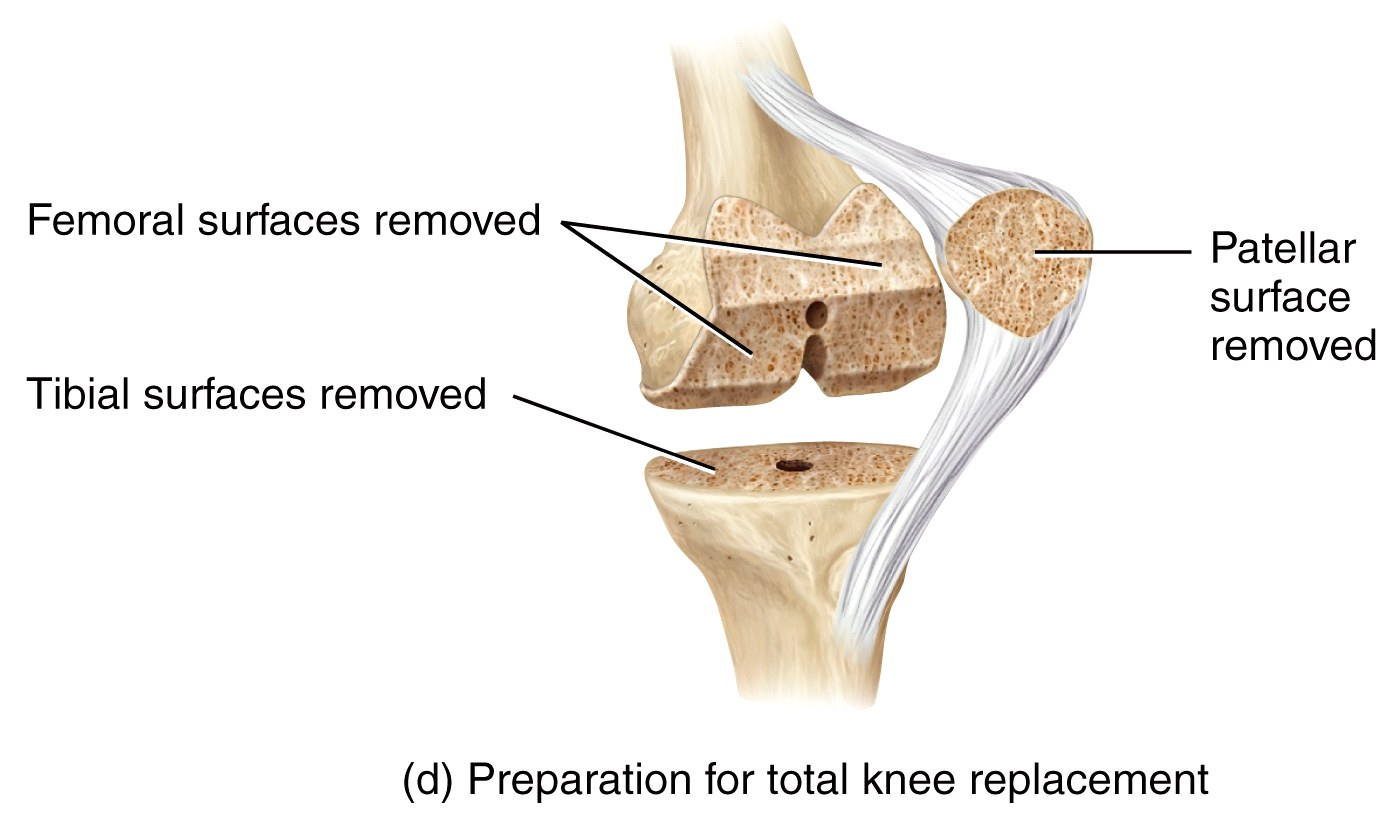 Femoral surfaces removed
Tibial surfaces removed
Patellar
surface
removed
(d) Preparation for total knee replacement